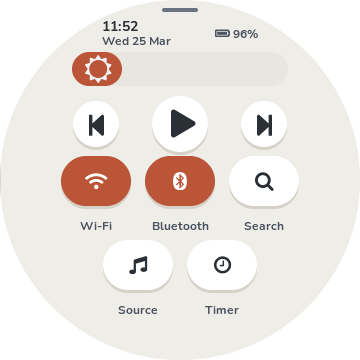 11:52
Wed 25 Mar
96%
Wi-Fi
Bluetooth
Search
Source
Timer